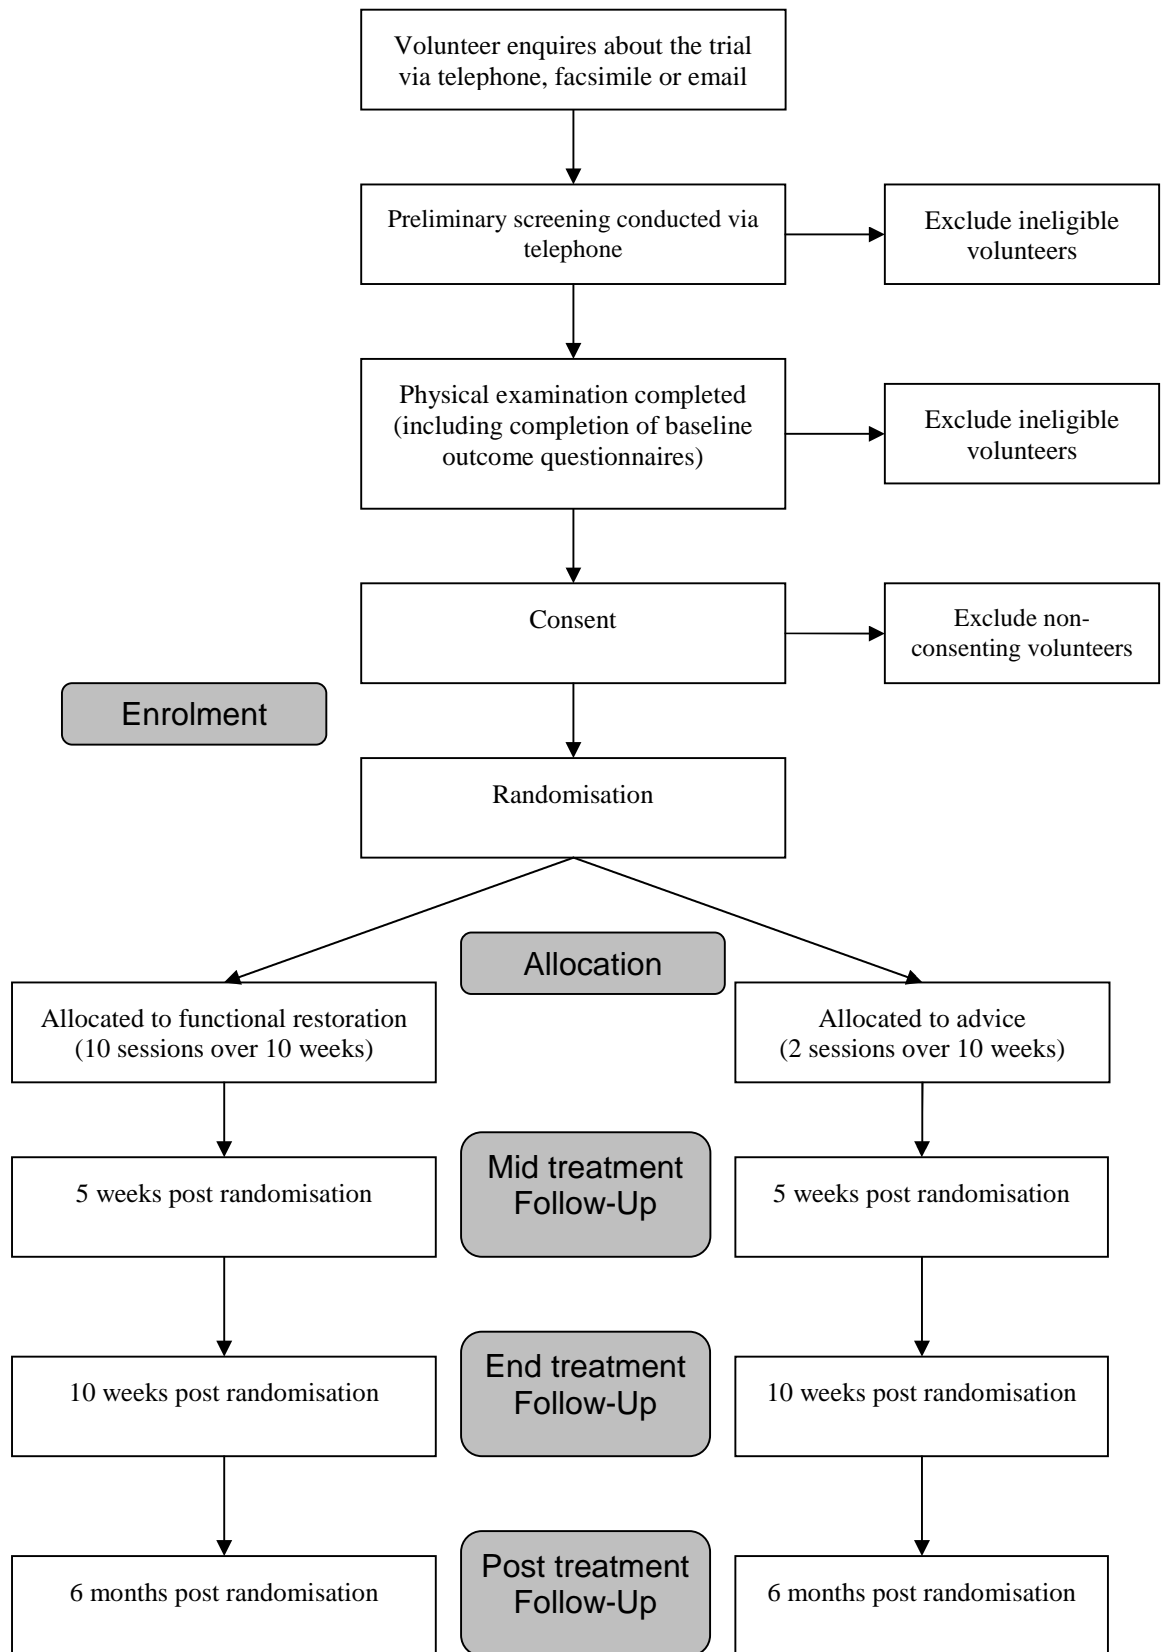 Volunteer enquires about the trial
via telephone, facsimile or email
Preliminary screening conducted via
telephone
Exclude ineligible
volunteers
Physical examination completed
(including completion of baseline
outcome questionnaires)
Exclude ineligible
volunteers
Consent
Exclude non-
consenting volunteers
Enrolment
Randomisation
Allocation
Allocated to functional restoration
(10 sessions over 10 weeks)
Allocated to advice
(2 sessions over 10 weeks)
5 weeks post randomisation
Mid treatment
Follow-Up
5 weeks post randomisation
10 weeks post randomisation
End treatment
Follow-Up
10 weeks post randomisation
6 months post randomisation
Post treatment
Follow-Up
6 months post randomisation